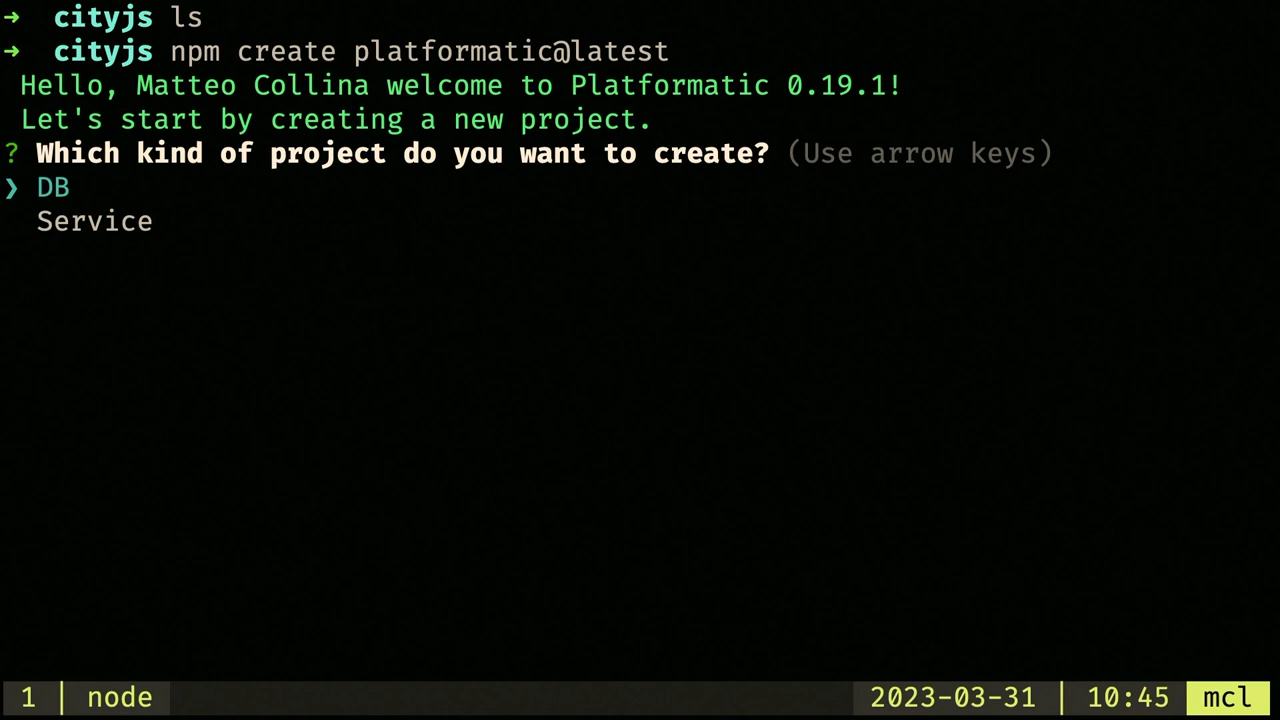 ➜  cityjs ls
➜  cityjs npm create platformatic@latest
Hello, Matteo Collina welcome to Platformatic 0.19.1!
Let's start by creating a new project.
? Which kind of project do you want to create? (Use arrow keys)
❯ DB
Service
1 | node 2023-03-31 | 10:45 mcl